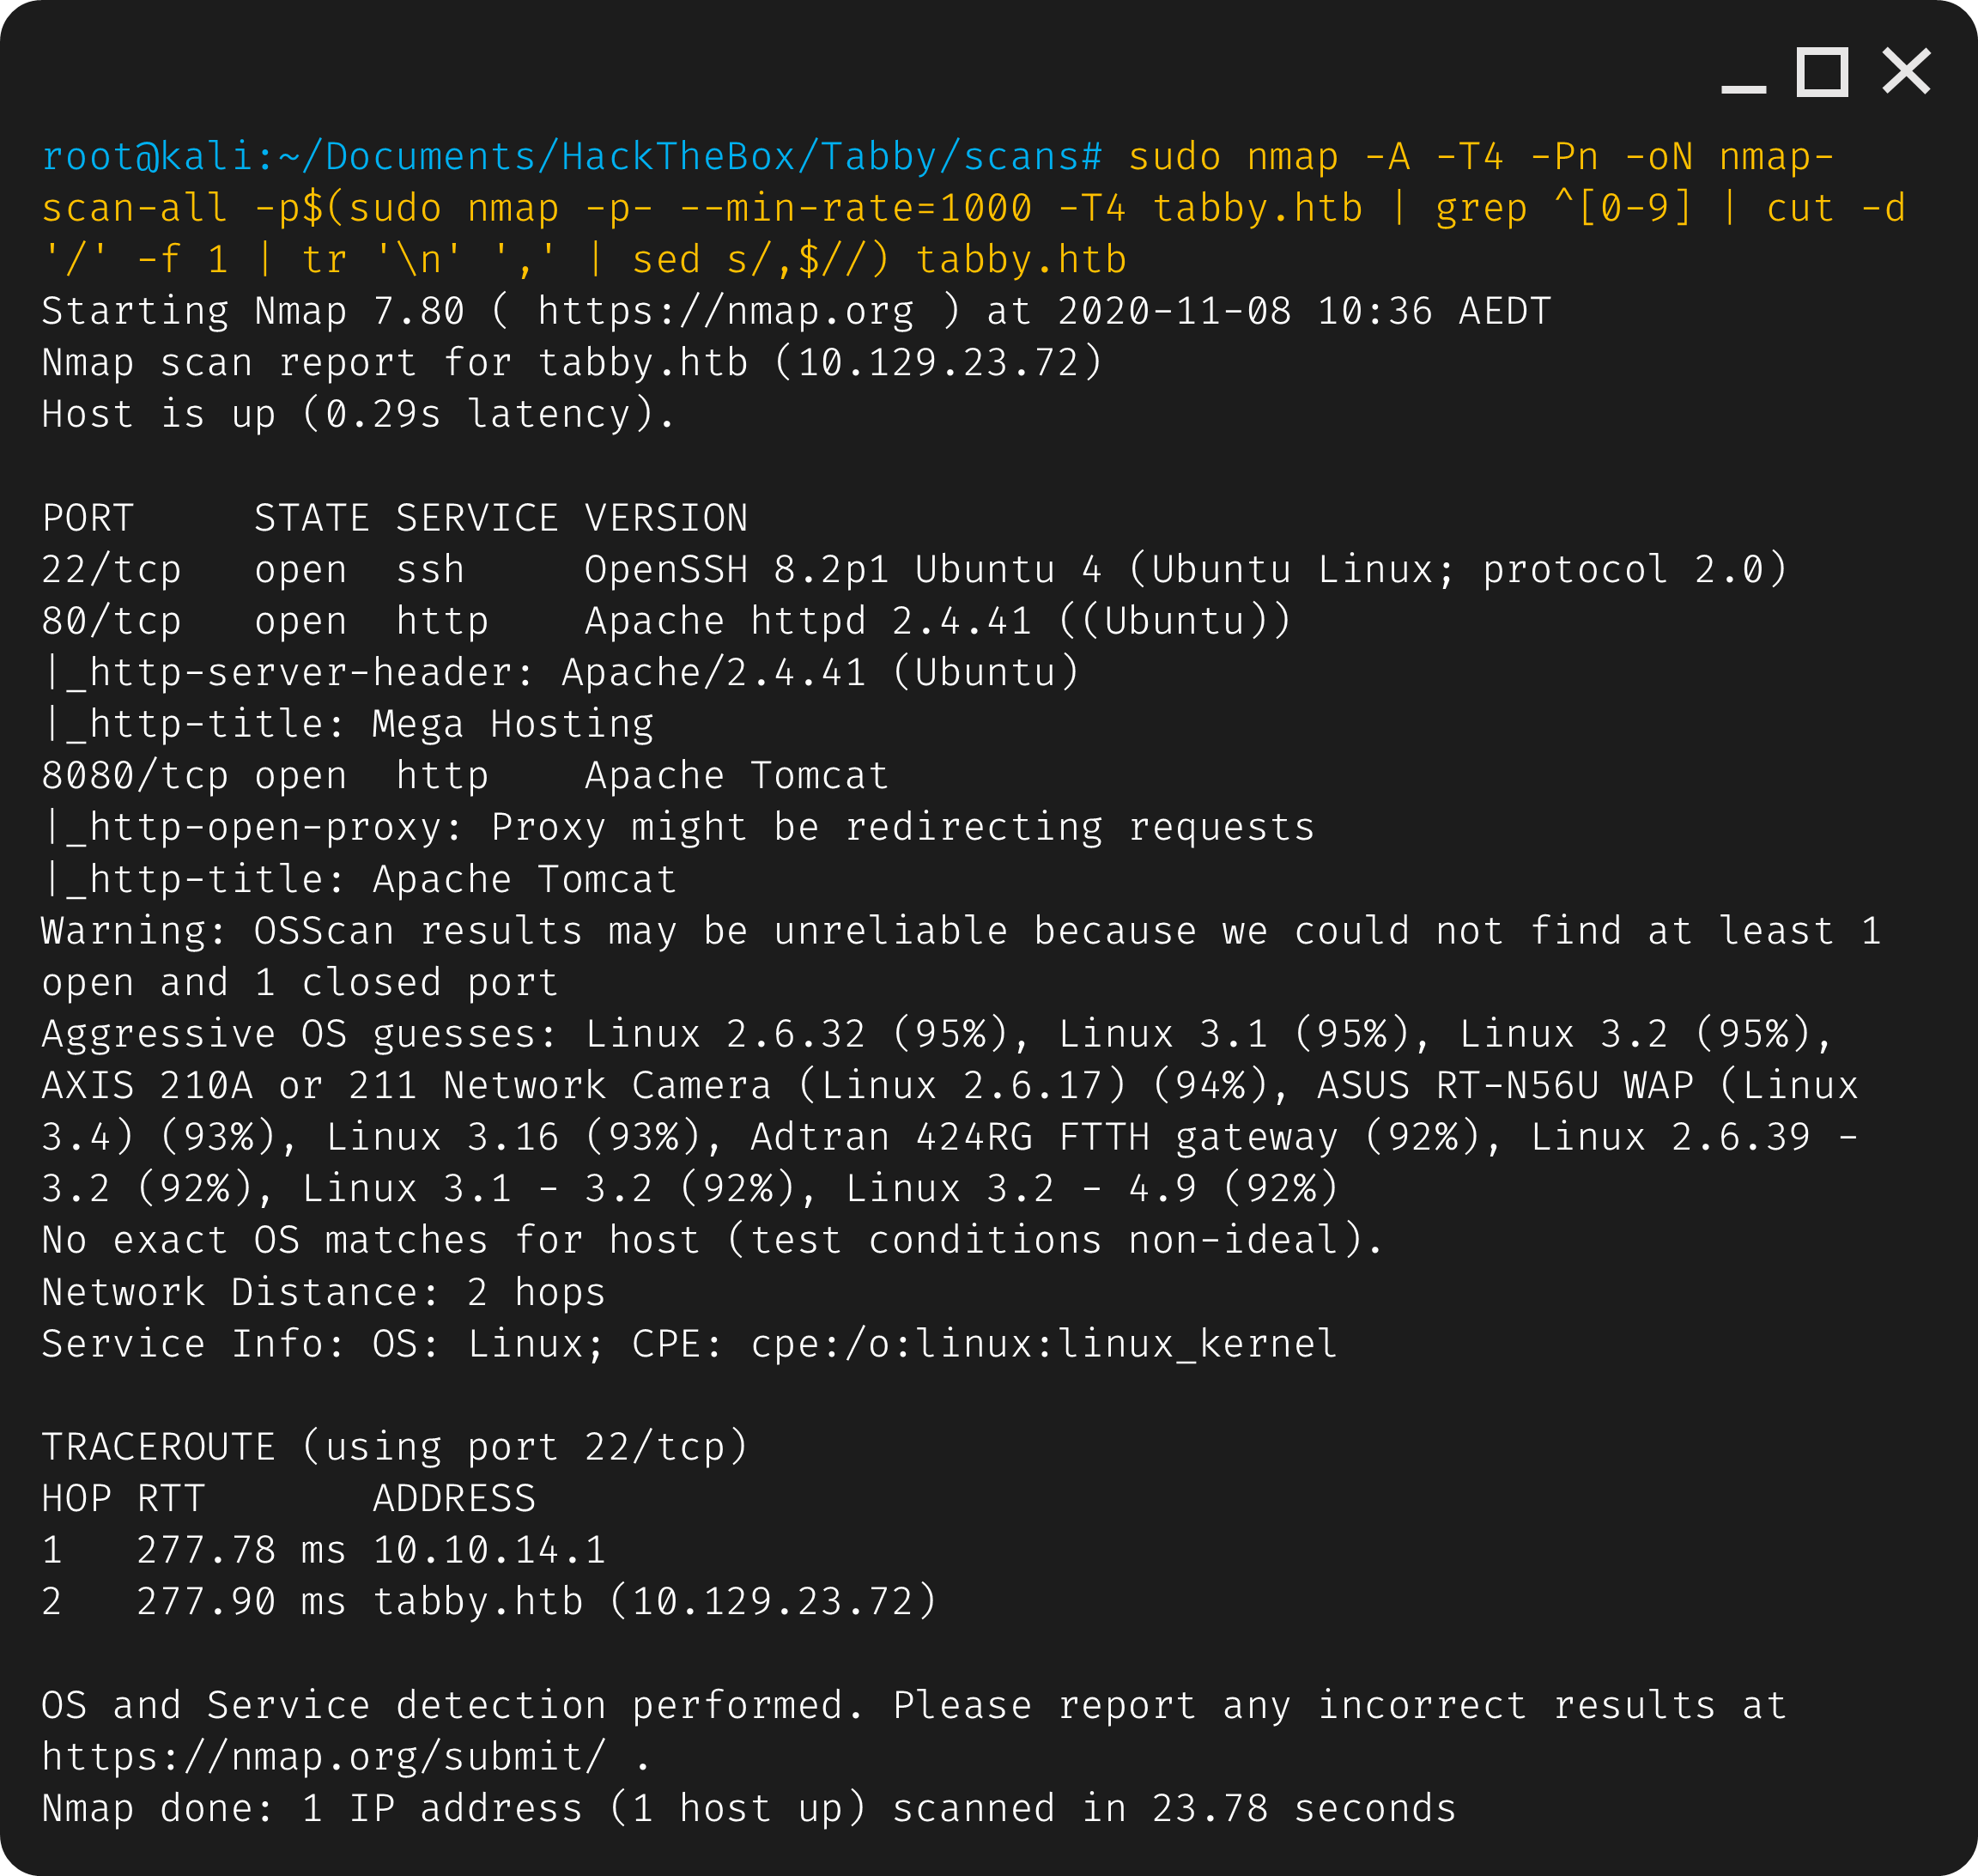 root@kali:~/Documents/HackTheBox/Tabby/scans# sudo nmap -A -T4 -Pn -oN nmap-
scan-all -p$(sudo nmap -p- --min-rate=1000 -T4 tabby.htb | grep ^[0-9] | cut -d
'/' -f 1 | tr '\n' ',' | sed s/,$//) tabby.htb
Starting Nmap 7.80 ( https://nmap.org ) at 2020-11-08 10:36 AEDT
Nmap scan report for tabby.htb (10.129.23.72)
Host is up (0.29s latency).

PORT     STATE SERVICE VERSION
22/tcp   open  ssh     OpenSSH 8.2p1 Ubuntu 4 (Ubuntu Linux; protocol 2.0)
80/tcp   open  http    Apache httpd 2.4.41 ((Ubuntu))
|_http-server-header: Apache/2.4.41 (Ubuntu)
|_http-title: Mega Hosting
8080/tcp open  http    Apache Tomcat
|_http-open-proxy: Proxy might be redirecting requests
|_http-title: Apache Tomcat
Warning: OSScan results may be unreliable because we could not find at least 1
open and 1 closed port
Aggressive OS guesses: Linux 2.6.32 (95%), Linux 3.1 (95%), Linux 3.2 (95%),
AXIS 210A or 211 Network Camera (Linux 2.6.17) (94%), ASUS RT-N56U WAP (Linux
3.4) (93%), Linux 3.16 (93%), Adtran 424RG FTTH gateway (92%), Linux 2.6.39 -
3.2 (92%), Linux 3.1 - 3.2 (92%), Linux 3.2 - 4.9 (92%)
No exact OS matches for host (test conditions non-ideal).
Network Distance: 2 hops
Service Info: OS: Linux; CPE: cpe:/o:linux:linux_kernel

TRACEROUTE (using port 22/tcp)
HOP RTT       ADDRESS
1   277.78 ms 10.10.14.1
2   277.90 ms tabby.htb (10.129.23.72)

OS and Service detection performed. Please report any incorrect results at
https://nmap.org/submit/ .
Nmap done: 1 IP address (1 host up) scanned in 23.78 seconds